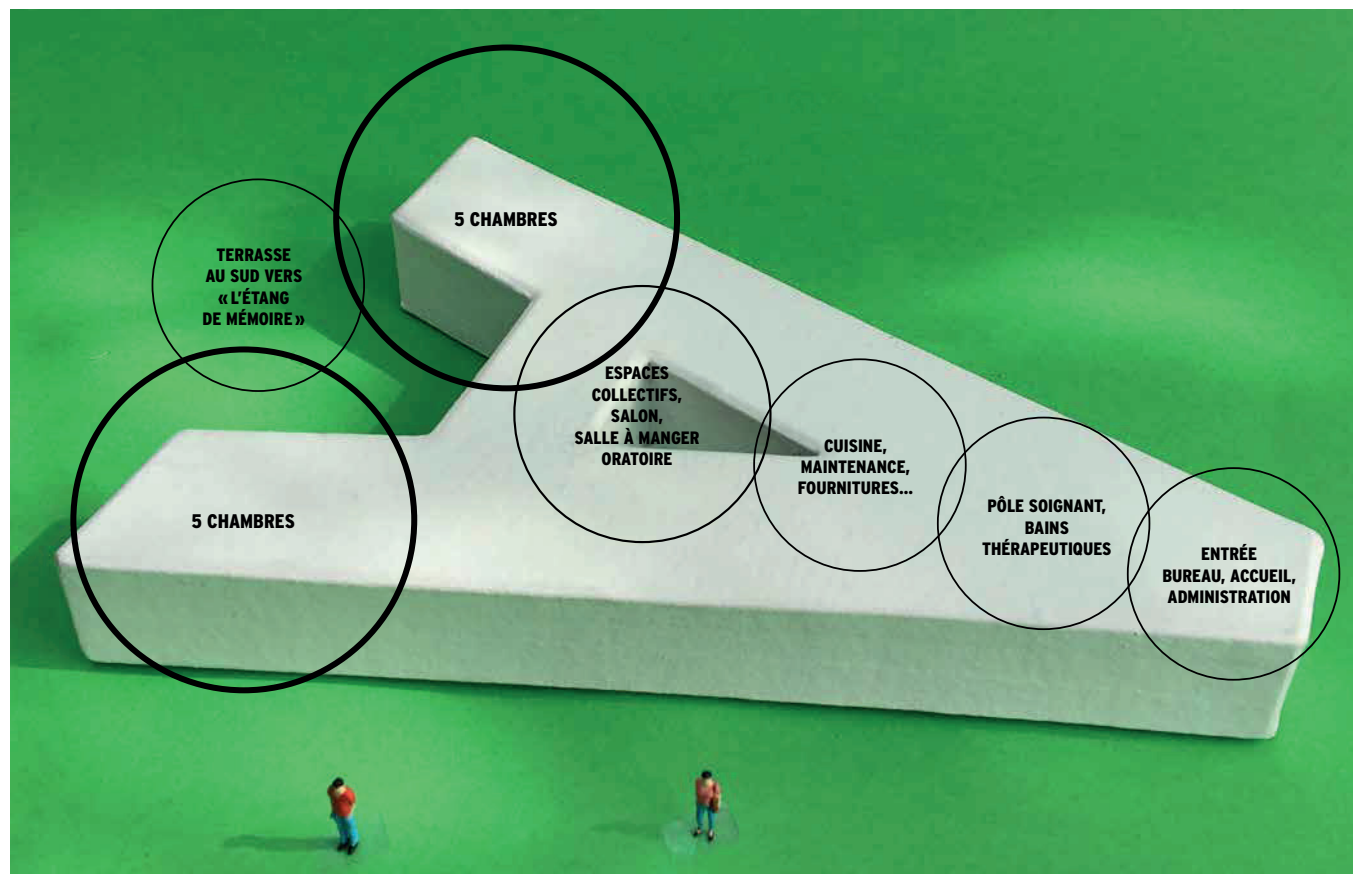 5 CHAMBRES
TERRASSE
AU SUD VERS
« L'ÉTANG
DE MÉMOIRE »
5 CHAMBRES
ESPACES
COLLECTIFS,
SALON,
SALLE À MANGER
ORATOIRE
CUISINE,
MAINTENANCE,
FOURNITURES...
PÔLE SOIGNANT,
BAINS
THÉRAPEUTIQUES
ENTRÉE
BUREAU, ACCUEIL,
ADMINISTRATION